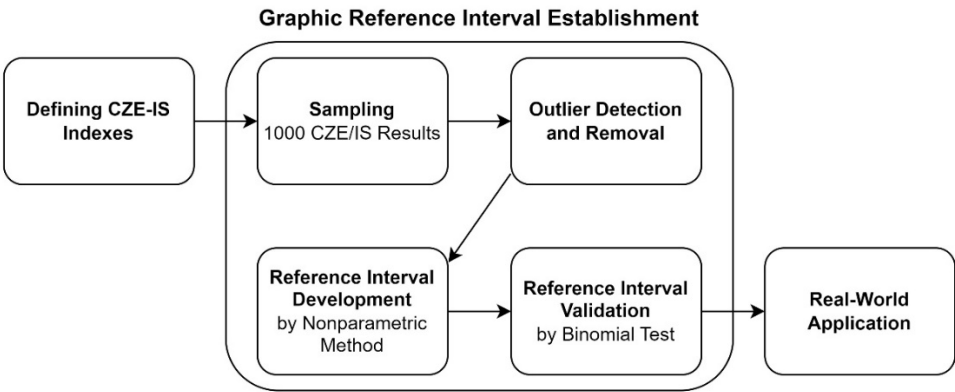 Graphic Reference Interval Establishment
Defining CZE-IS
Indexes
Sampling
1000 CZE/IS Results
Outlier Detection
and Removal
Reference Interval
Development
by Nonparametric
Method
Reference Interval
Validation
by Binomial Test
Real-World
Application